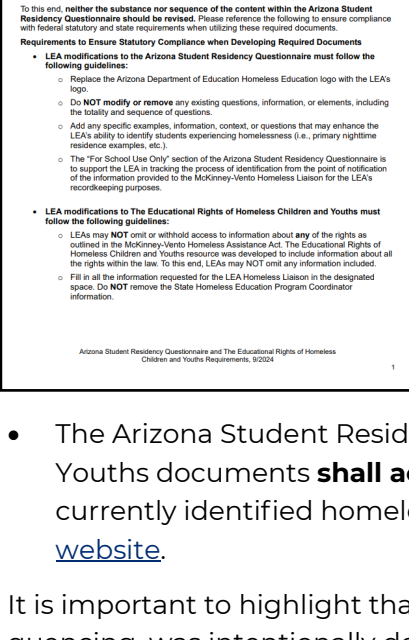 To this end, neither the substance nor sequence of the content within the Arizona Student
Residency Questionnaire should be revised. Please reference the following to ensure compliance
with federal statutory and state requirements when utilizing these required documents.
Requirements to Ensure Statutory Compliance when Developing Required Documents
• LEA modifications to the Arizona Student Residency Questionnaire must follow the
following guidelines:
o Replace the Arizona Department of Education Homeless Education logo with the LEA's
logo.
o Do NOT modify or remove any existing questions, information, or elements, including
the totality and sequence of questions.
o Add any specific examples, information, context, or questions that may enhance the
LEA's ability to identify students experiencing homelessness (i.e., primary nighttime
residence examples, etc.).
o The "For School Use Only" section of the Arizona Student Residency Questionnaire is
to support the LEA in tracking the process of identification from the point of notification
of the information provided to the McKinney-Vento Homeless Liaison for the LEA's
recordkeeping purposes.
• LEA modifications to The Educational Rights of Homeless Children and Youths must
follow the following guidelines:
o LEAs may NOT omit or withhold access to information about any of the rights as
outlined in the McKinney-Vento Homeless Assistance Act. The Educational Rights of
Homeless Children and Youths resource was developed to include information about all
the rights within the law. To this end, LEAs may NOT omit any information included.
o Fill in all the information requested for the LEA Homeless Liaison in the designated
space. Do NOT remove the State Homeless Education Program Coordinator
information.
Arizona Student Residency Questionnaire and The Educational Rights of Homeless
Children and Youths Requirements, 9/2024
1
• The Arizona Student Resid
Youths documents shall a
currently identified homel
website.
It is important to highlight tha